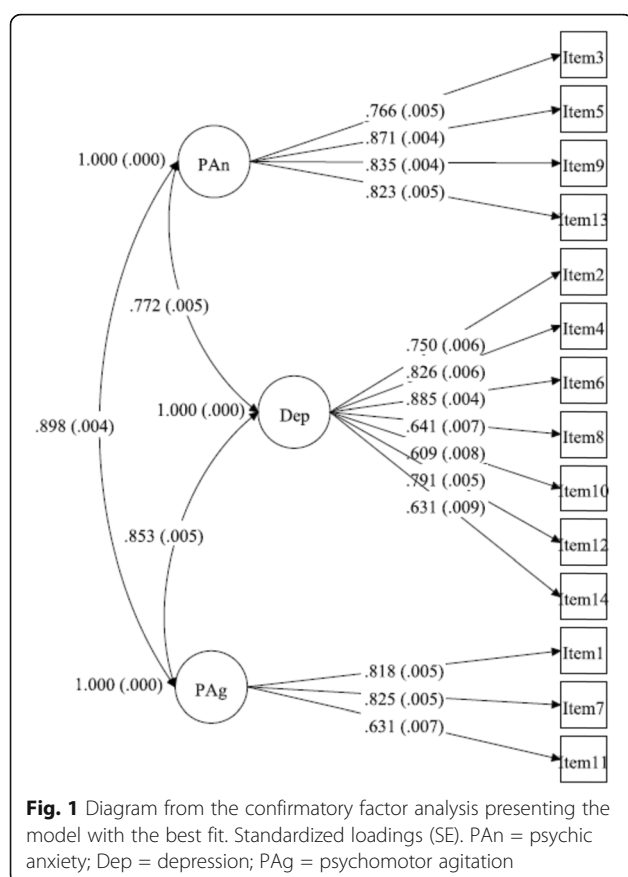 Item3
.766 (.005)
Item5
.871 (.004)
1.000 (.000)
PAn
.835 (.004)
Item9
.823 (.005)
Item13
Item2
.772 (.005)
.750 (.006)
Item4
.826 (.006)
.885 (.004)
Item6
1.000 (.000)
Dep
.641 (.007)
Item8
.898 (.004)
.609 (.008)
.791 (.005)
Item10
.631 (.009)
.853 (.005)
Item12
Item14
Item1
.818 (.005)
1.000 (.000)
PAg
.825 (.005)
Item7
.631 (.007)
Item11
Fig. 1 Diagram from the confirmatory factor analysis presenting the
model with the best fit. Standardized loadings (SE). PAn = psychic
anxiety; Dep = depression; PAg = psychomotor agitation